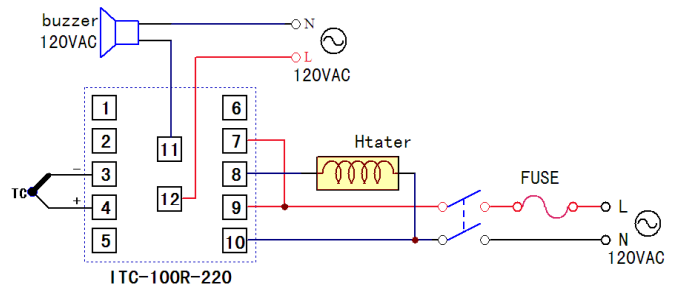 buzzer
120VAC
N
L
120VAC
1
2
3
4
5
6
7
8
9
10
11
12
−
+
TC
Htater
FUSE
L
N
120VAC
ITC-100R-220